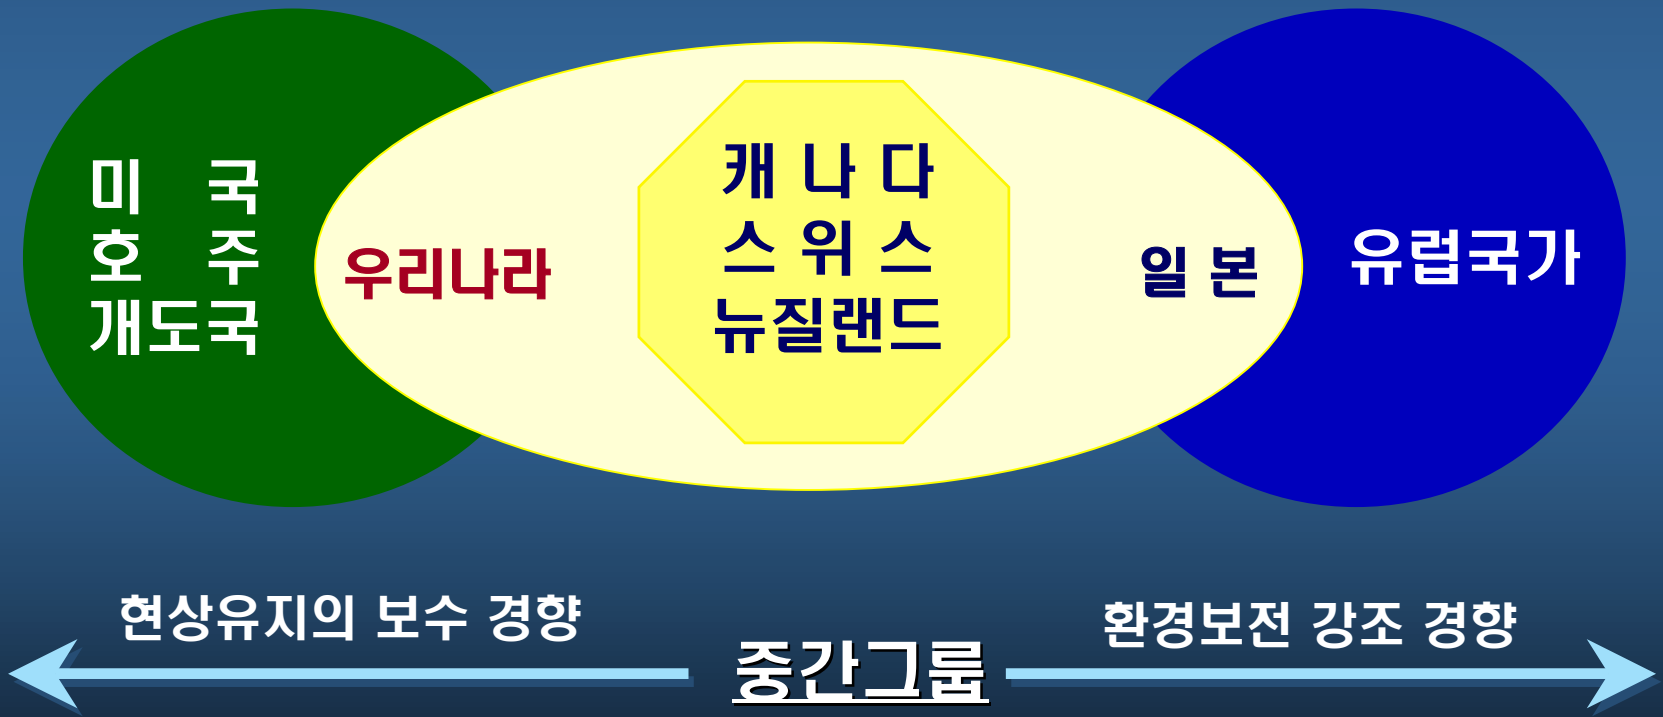 미 국
호 주
개도국
우리나라
캐 나 다
스 위 스
뉴질랜드
일 본
유럽국가
현상유지의 보수 경향
중간그룹
환경보전 강조 경향